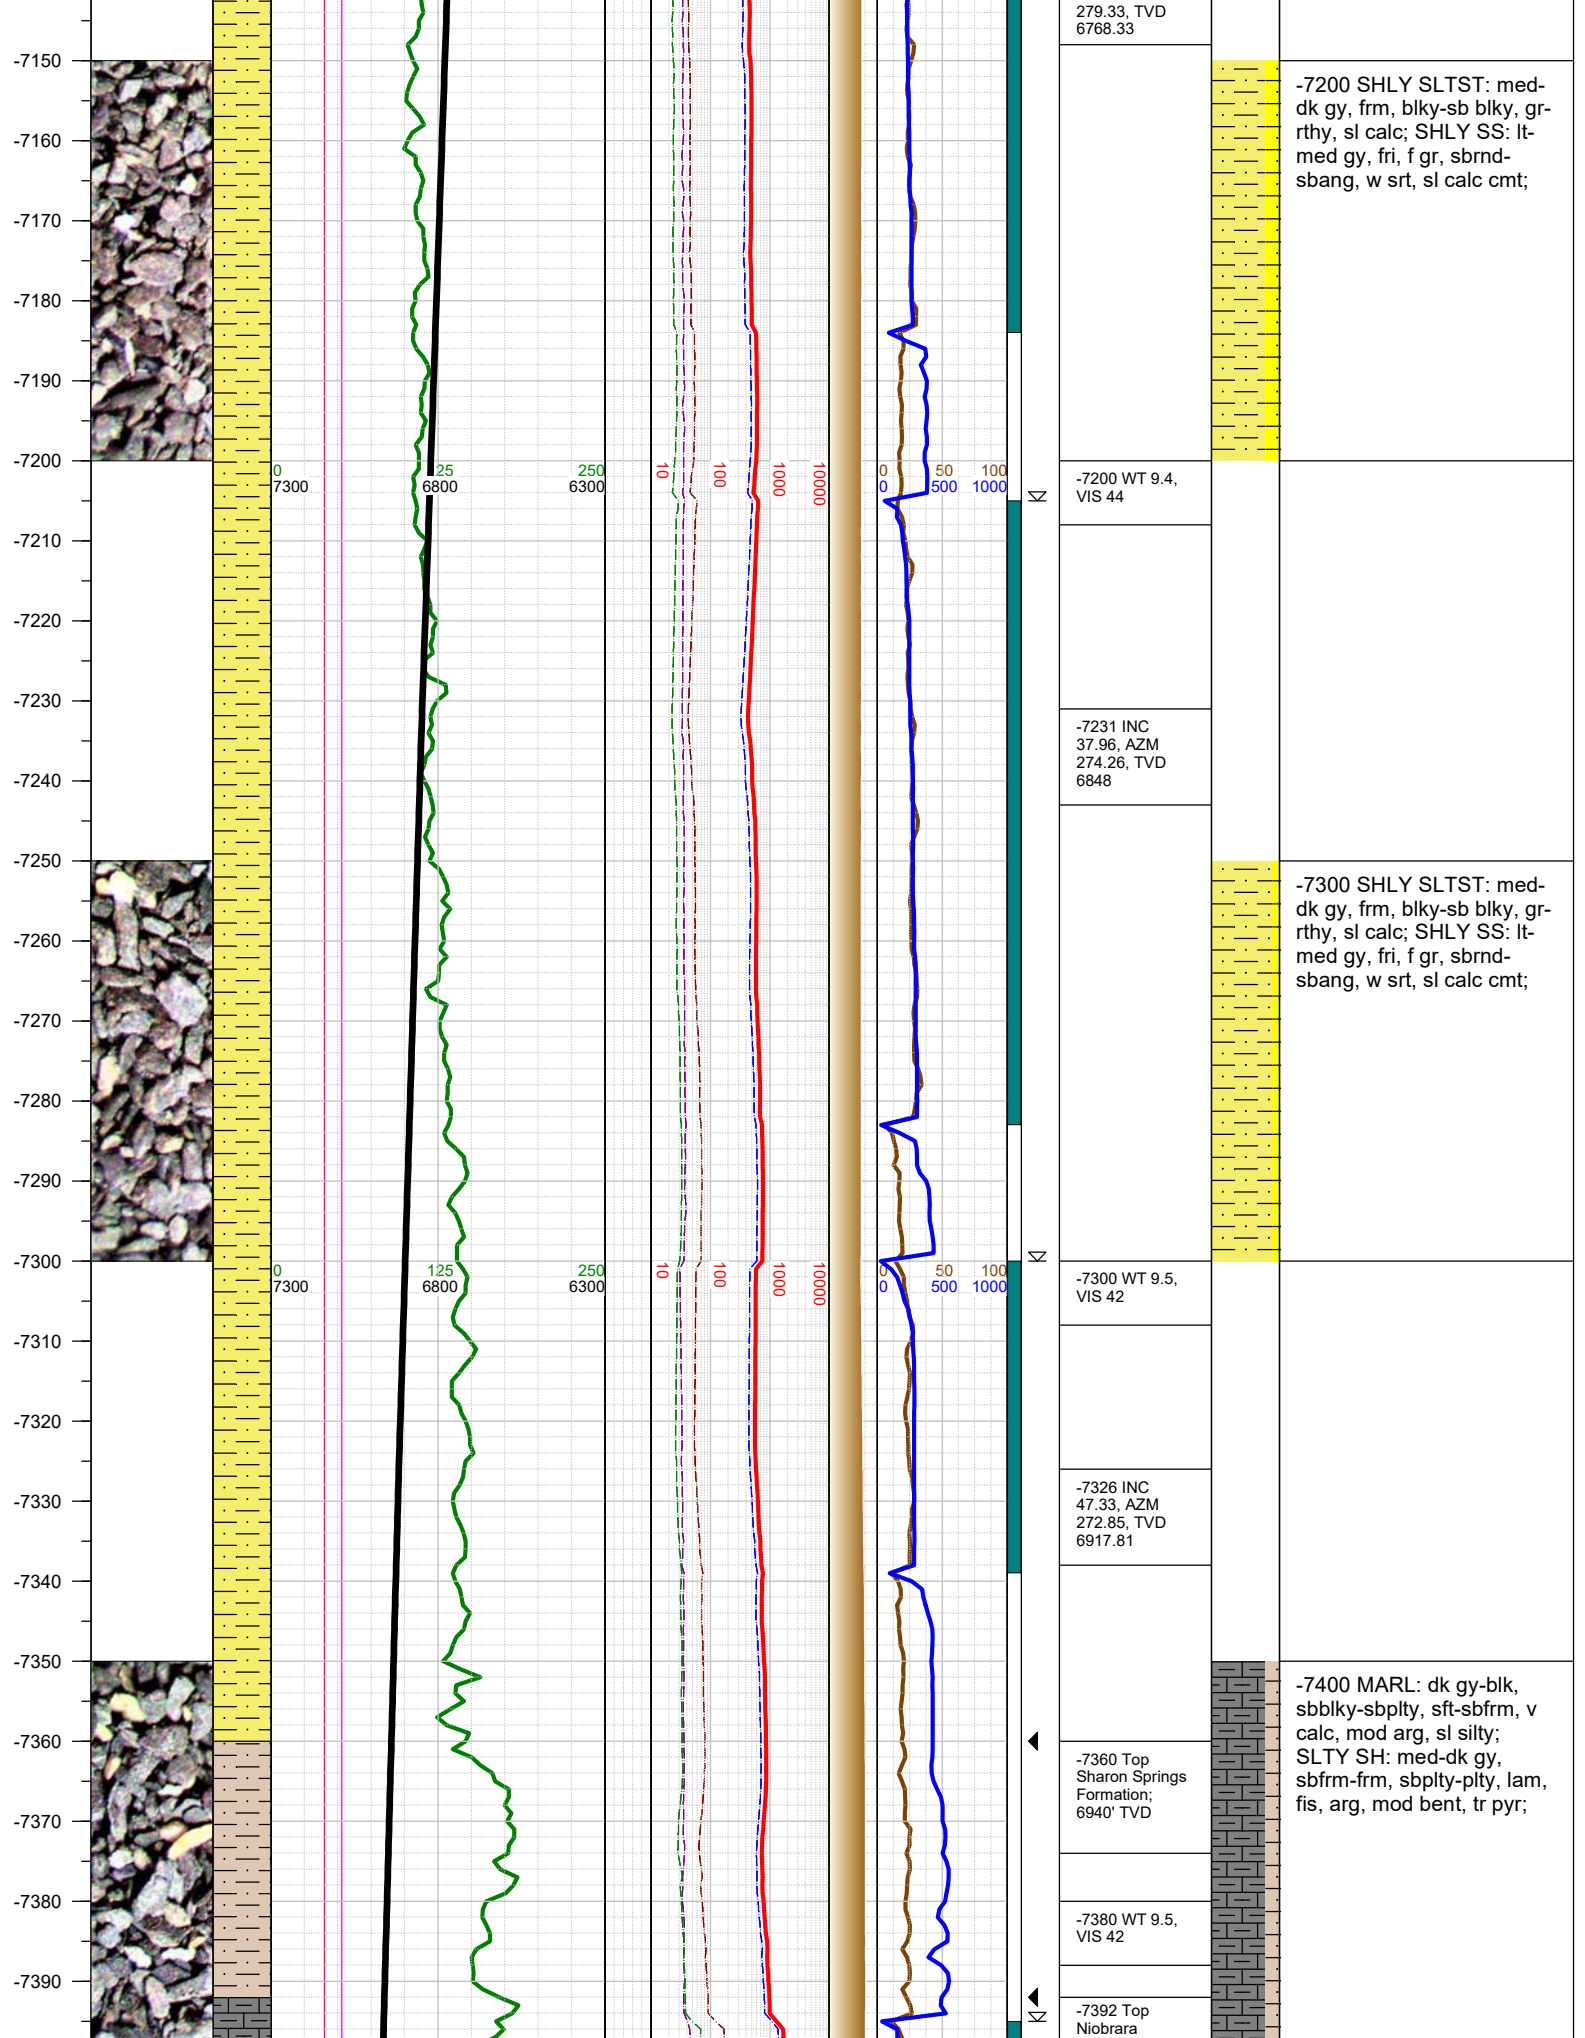 279.33, TVD
6768.33
-7150
-7200 SHLY SLTST: med-
dk gy, frm, blky-sb blky, gr-
rthy, sl calc; SHLY SS: lt-
med gy, fri, f gr, sbrnd-
sbang, w srt, sl calc cmt;
-7160
-7170
-7180
-7190
-7200
0 25 250
7300 6800 6300
10 100 1000 10000
0 50 100
0 500 1000
-7200 WT 9.4,
VIS 44
-7210
-7220
-7230
-7231 INC
37.96, AZM
274.26, TVD
6848
-7240
-7250
-7300 SHLY SLTST: med-
dk gy, frm, blky-sb blky, gr-
rthy, sl calc; SHLY SS: lt-
med gy, fri, f gr, sbrnd-
sbang, w srt, sl calc cmt;
-7260
-7270
-7280
-7290
-7300
0 125 250
7300 6800 6300
10 100 1000 10000
0 50 100
0 500 1000
-7300 WT 9.5,
VIS 42
-7310
-7320
-7326 INC
47.33, AZM
272.85, TVD
6917.81
-7330
-7340
-7350
-7400 MARL: dk gy-blk,
sbblky-sbplty, sft-sbfrm, v
calc, mod arg, sl silty;
SLTY SH: med-dk gy,
sbfrm-frm, sbplty-plty, lam,
fis, arg, mod bent, tr pyr;
-7360
-7360 Top
Sharon Springs
Formation;
6940' TVD
-7370
-7380
-7380 WT 9.5,
VIS 42
-7390
-7392 Top
Niobrara